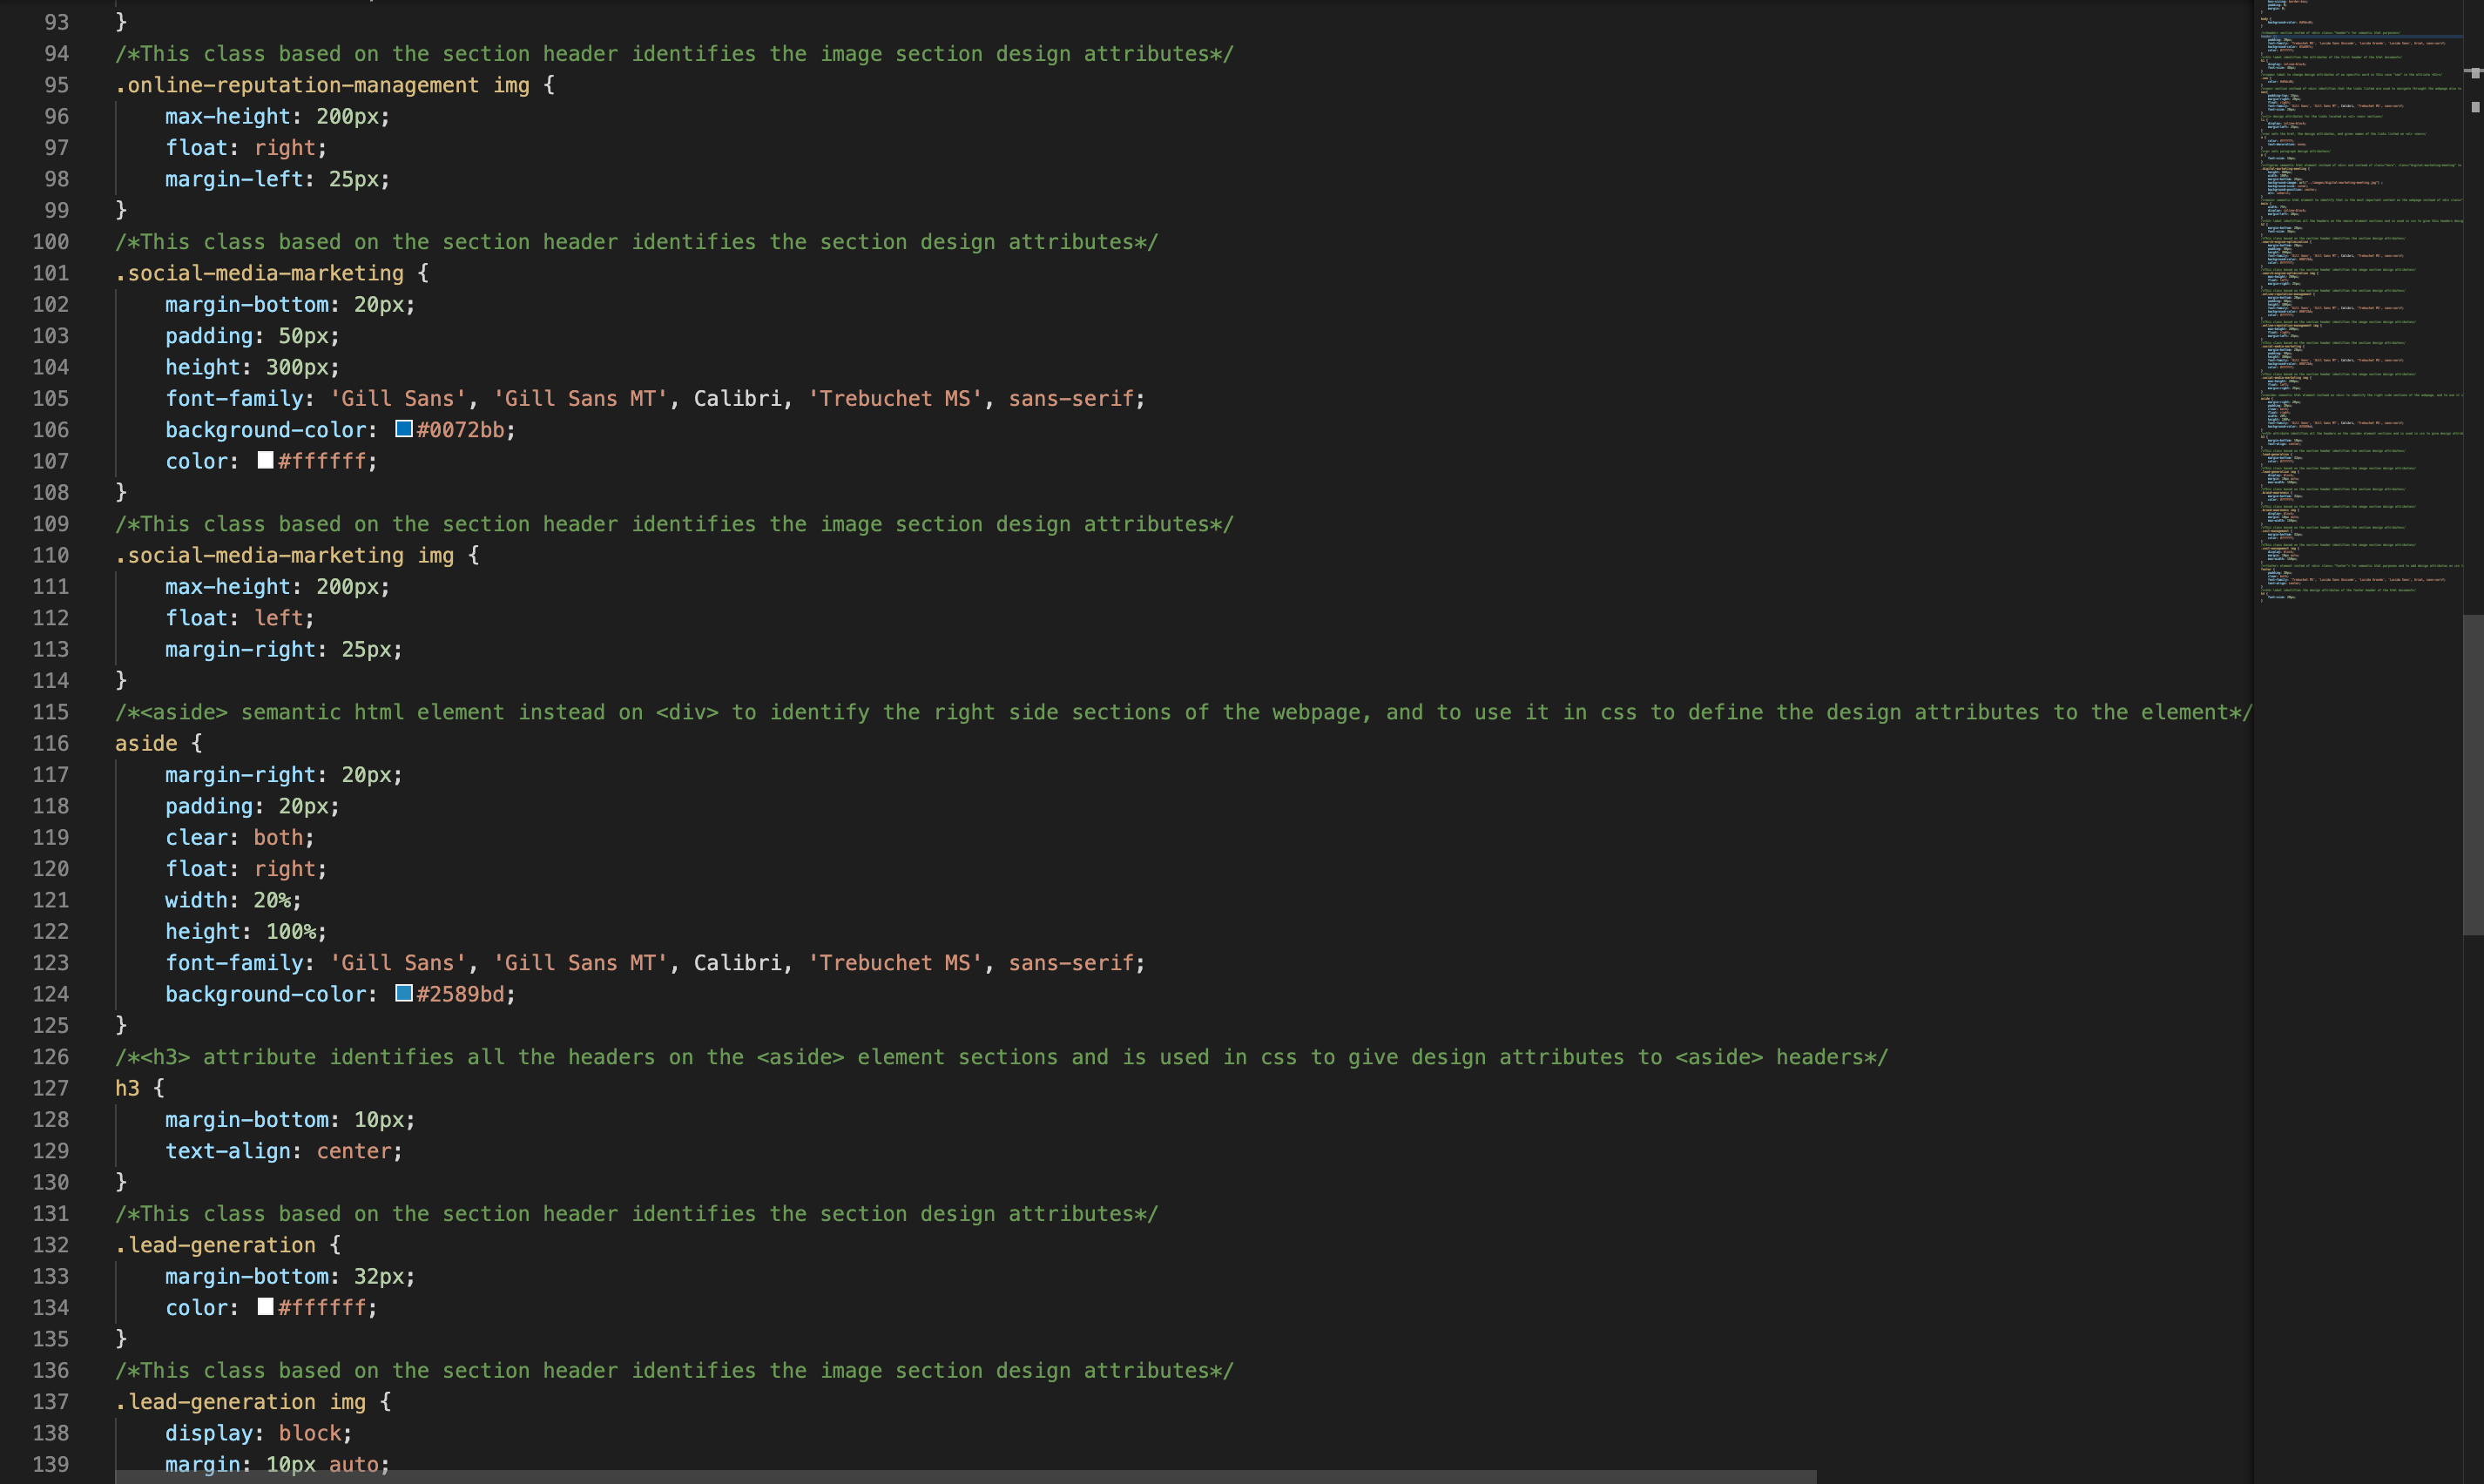 93 }
94 /*This class based on the section header identifies the image section design attributes*/
95 .online-reputation-management img {
96 max-height: 200px;
97 float: right;
98 margin-left: 25px;
99 }
100 /*This class based on the section header identifies the section design attributes*/
101 .social-media-marketing {
102 margin-bottom: 20px;
103 padding: 50px;
104 height: 300px;
105 font-family: 'Gill Sans', 'Gill Sans MT', Calibri, 'Trebuchet MS', sans-serif;
106 background-color: #0072bb;
107 color: #ffffff;
108 }
109 /*This class based on the section header identifies the image section design attributes*/
110 .social-media-marketing img {
111 max-height: 200px;
112 float: left;
113 margin-right: 25px;
114 }
115 /*<aside> semantic html element instead on <div> to identify the right side sections of the webpage, and to use it in css to define the design attributes to the element*/
116 aside {
117 margin-right: 20px;
118 padding: 20px;
119 clear: both;
120 float: right;
121 width: 20%;
122 height: 100%;
123 font-family: 'Gill Sans', 'Gill Sans MT', Calibri, 'Trebuchet MS', sans-serif;
124 background-color: #2589bd;
125 }
126 /*<h3> attribute identifies all the headers on the <aside> element sections and is used in css to give design attributes to <aside> headers*/
127 h3 {
128 margin-bottom: 10px;
129 text-align: center;
130 }
131 /*This class based on the section header identifies the section design attributes*/
132 .lead-generation {
133 margin-bottom: 32px;
134 color: #ffffff;
135 }
136 /*This class based on the section header identifies the image section design attributes*/
137 .lead-generation img {
138 display: block;
139 margin: 10px auto;